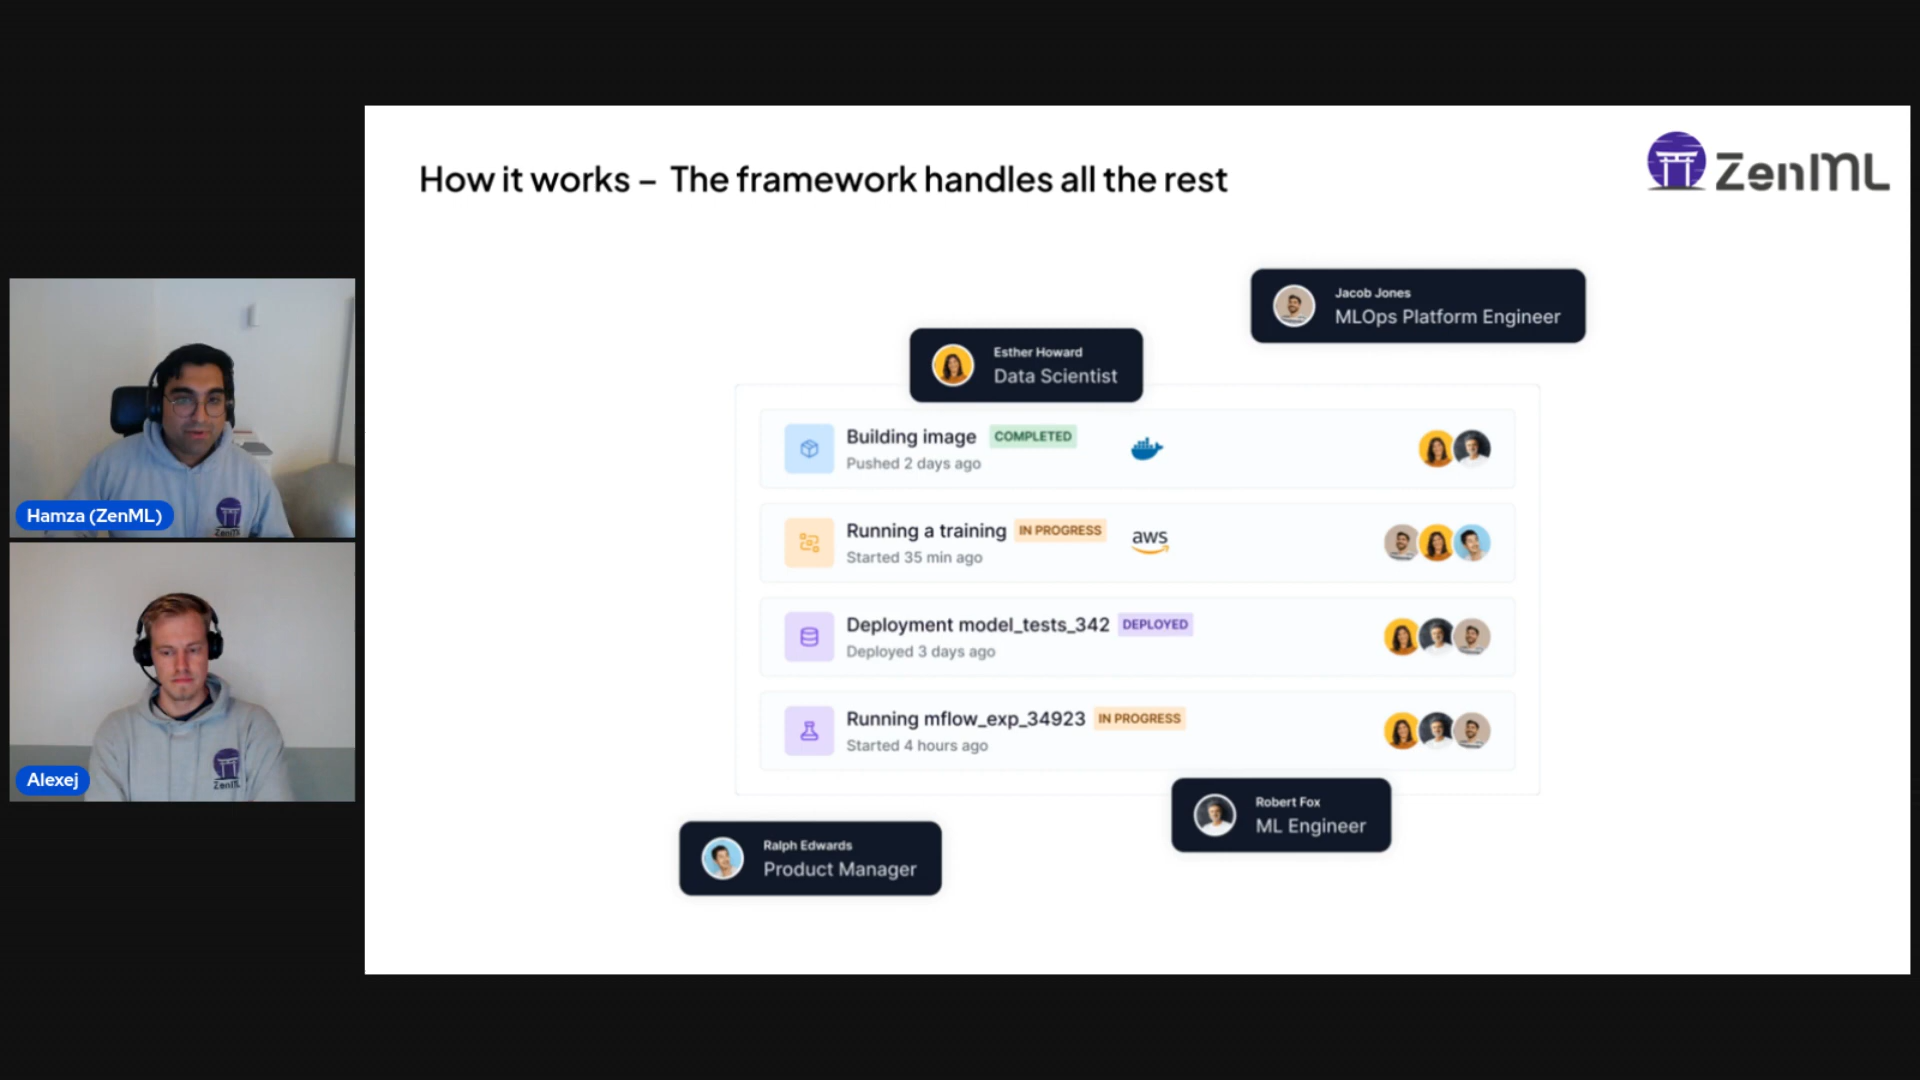 How it works – The framework handles all the rest
ZenML
Jacob Jones
MLOps Platform Engineer
Esther Howard
Data Scientist
Building image COMPLETED
Pushed 2 days ago
Running a training IN PROGRESS
aws
Started 35 min ago
Deployment model_tests_342 DEPLOYED
Deployed 3 days ago
Running mflow_exp_34923 IN PROGRESS
Started 4 hours ago
Robert Fox
ML Engineer
Ralph Edwards
Product Manager
Hamza (ZenML)
ZenML
Alexej
ZenML